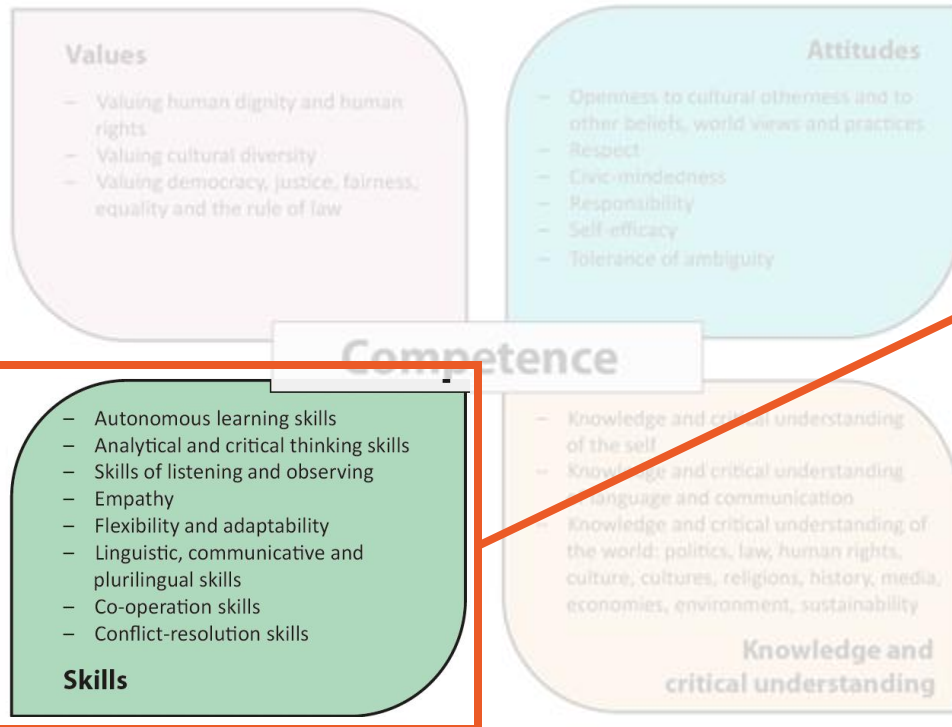 Values
– Valuing human dignity and human
rights
– Valuing cultural diversity
– Valuing democracy, justice, fairness,
equality and the rule of law
Attitudes
– Openness to cultural otherness and to
other beliefs, world views and practices
– Respect
– Civic-mindedness
– Responsibility
– Self-efficacy
– Tolerance of ambiguity
Competence
– Autonomous learning skills
– Analytical and critical thinking skills
– Skills of listening and observing
– Empathy
– Flexibility and adaptability
– Linguistic, communicative and
plurilingual skills
– Co-operation skills
– Conflict-resolution skills
Skills
– Knowledge and critical understanding
of the self
– Knowledge and critical understanding
of language and communication
– Knowledge and critical understanding of
the world: politics, law, human rights,
culture, cultures, religions, history, media,
economies, environment, sustainability
Knowledge and
critical understanding